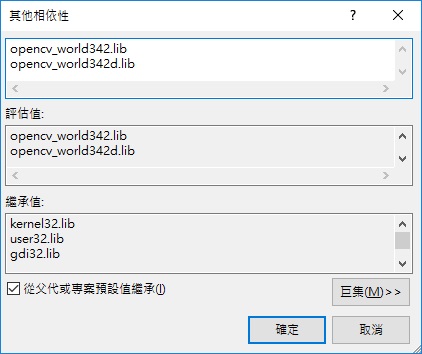 其他相依性
opencv_world342.lib
opencv_world342d.lib
評估值:
opencv_world342.lib
opencv_world342d.lib
繼承值:
kernel32.lib
user32.lib
gdi32.lib
從父代或專案預設值繼承(I)
巨集(M)>>
確定
取消